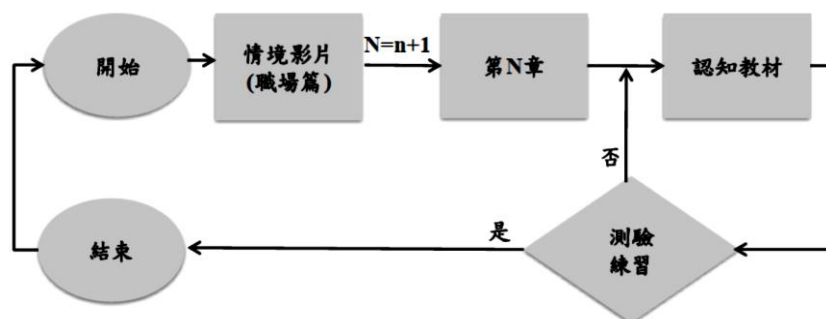 開始
情境影片
(職場篇)
N=n+1
第N章
認知教材
否
是
測驗
練習
結束